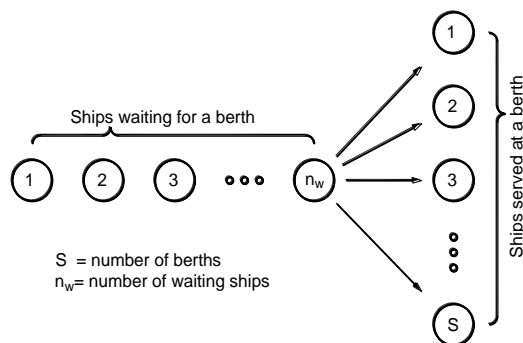 Ships waiting for a berth
1 2 3 n_w
1
2
3
S
Ships served at a berth
S = number of berths
n_w= number of waiting ships